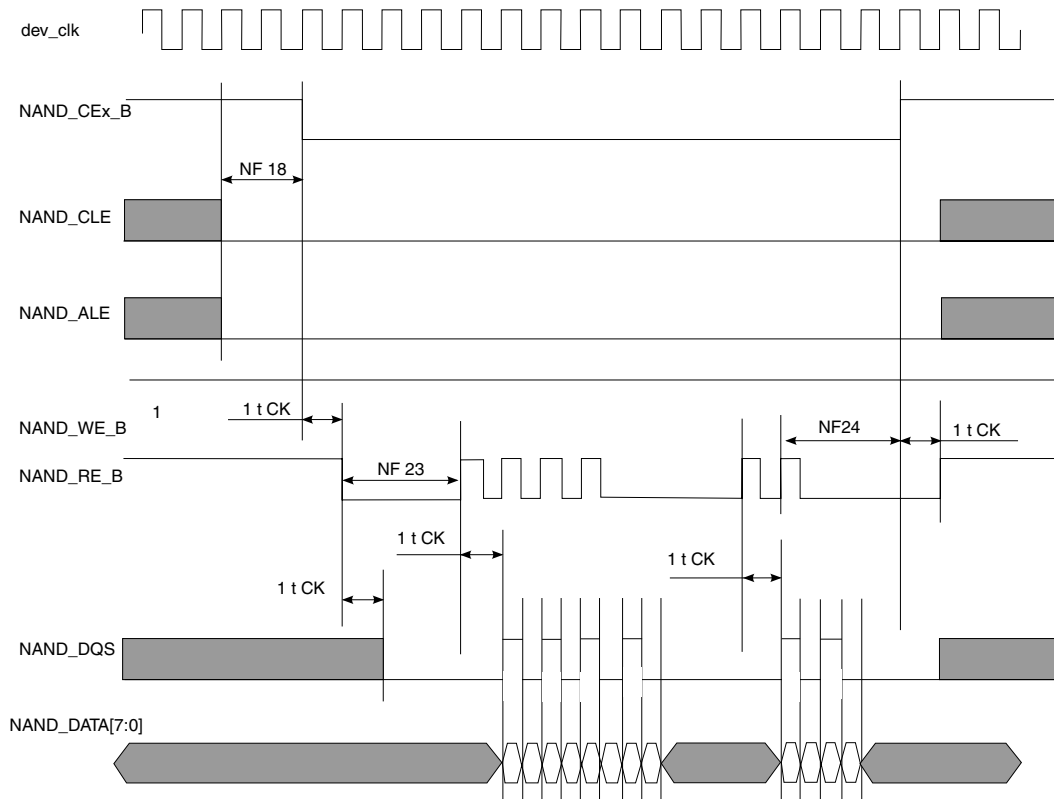 dev_clk
NAND_CEx_B
NF 18
NAND_CLE
NAND_ALE
1
1 t CK
NAND_WE_B
NF24
1 t CK
NAND_RE_B
NF 23
1 t CK
1 t CK
1 t CK
NAND_DQS
NAND_DATA[7:0]